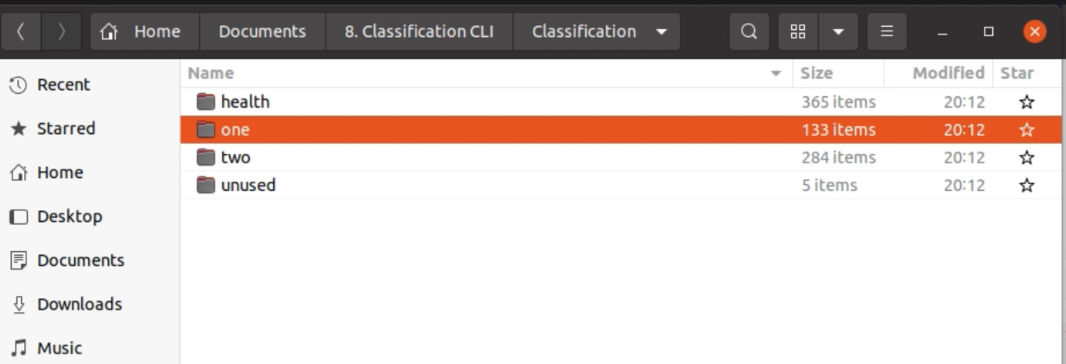 Home Documents 8. Classification CLI Classification
Recent
Starred
Home
Desktop
Documents
Downloads
Music
Name Size Modified Star
health 365 items 20:12
one 133 items 20:12
two 284 items 20:12
unused 5 items 20:12